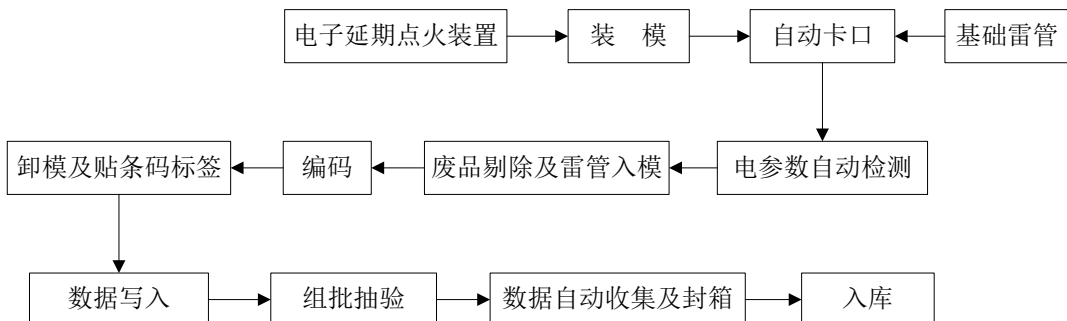 电子延期点火装置
装 模
自动卡口
基础雷管
卸模及贴条码标签
编码
废品剔除及雷管入模
电参数自动检测
数据写入
组批抽验
数据自动收集及封箱
入库